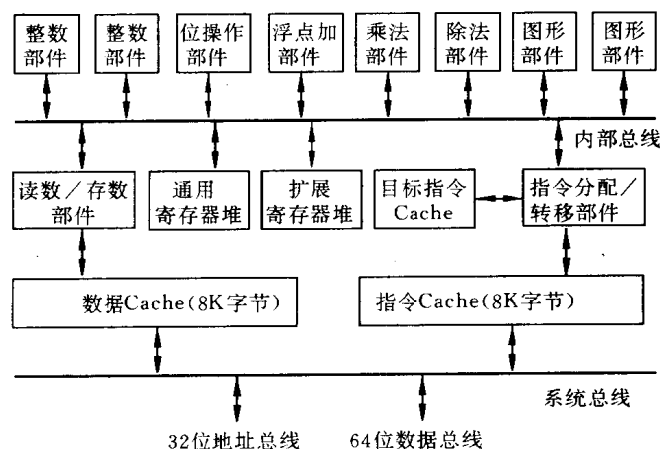 整数 整数 位操作 浮点加 乘法 除法 图形 图形
部件 部件 部件 部件 部件 部件 部件 部件
内部总线
读数／存数
部件
通用
寄存器堆
扩展
寄存器堆
目标指令
Cache
指令分配／
转移部件
数据Cache(8K字节)
指令Cache(8K字节)
系统总线
32位地址总线
64位数据总线